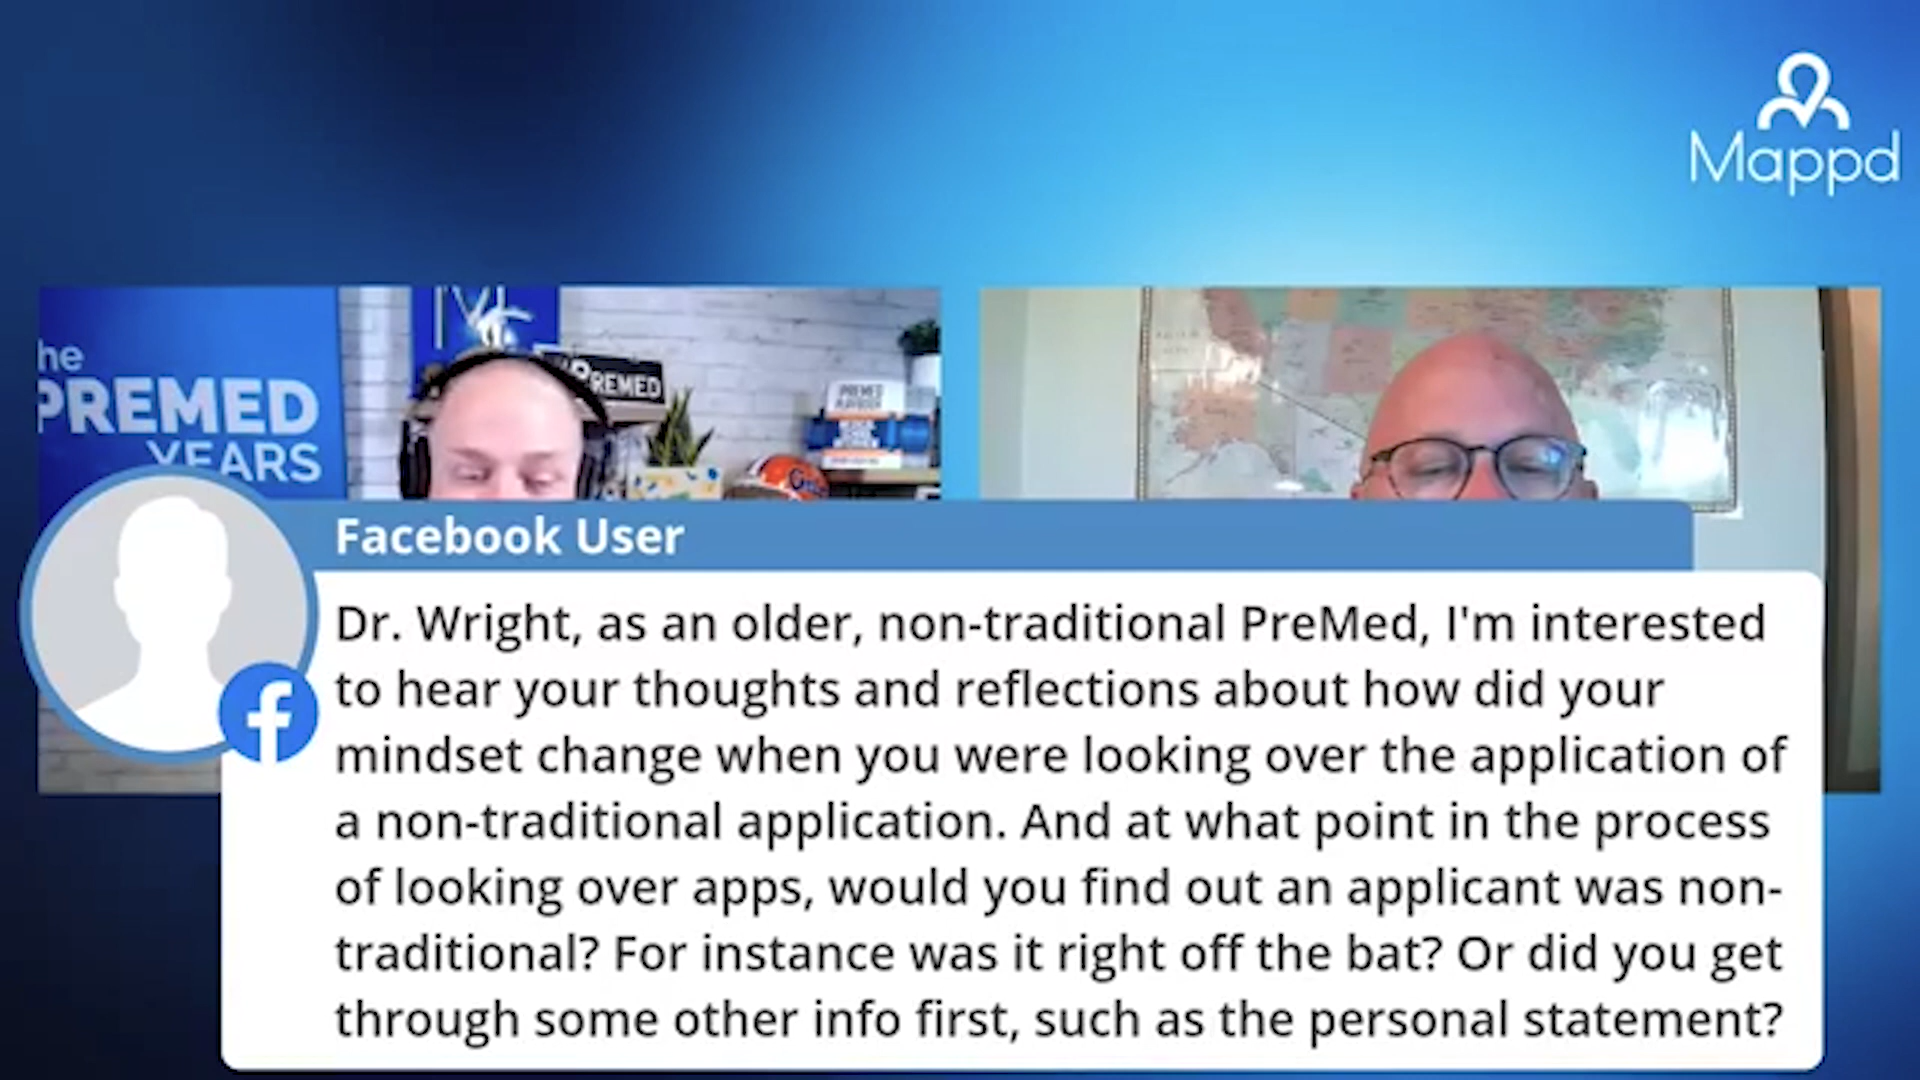 Mappd
he
PREMED
YEARS
PREMED
PREMED
Facebook User
Dr. Wright, as an older, non-traditional PreMed, I'm interested
to hear your thoughts and reflections about how did your
mindset change when you were looking over the application of
a non-traditional application. And at what point in the process
of looking over apps, would you find out an applicant was non-
traditional? For instance was it right off the bat? Or did you get
through some other info first, such as the personal statement?